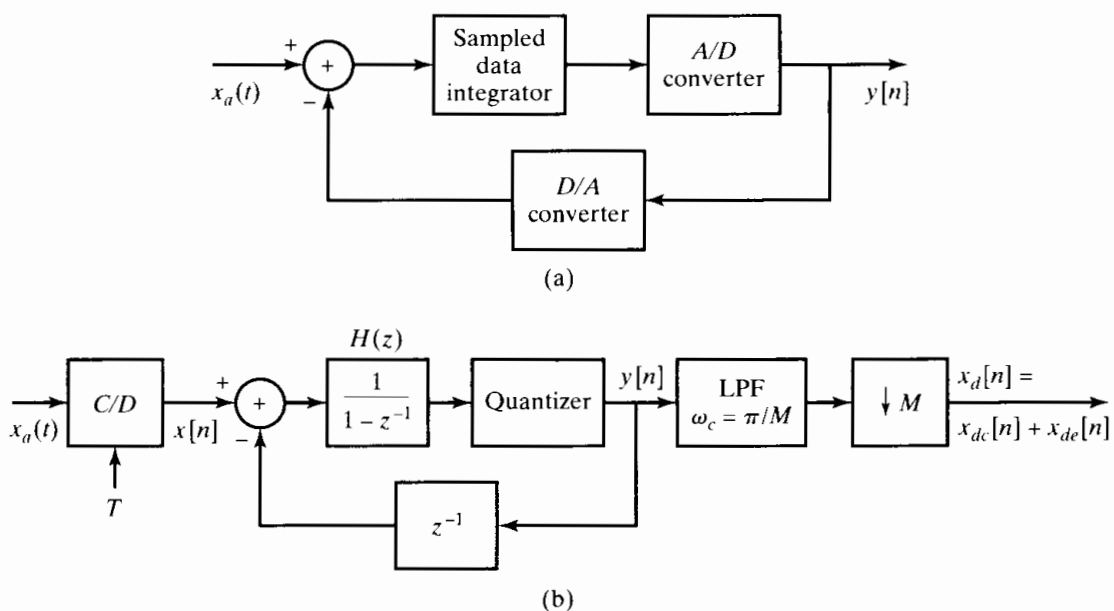 +
x_a(t)
+
−
Sampled
data
integrator
A/D
converter
y[n]
D/A
converter
(a)
x_a(t)
C/D
T
x[n]
+
+
−
H(z)
1
1 − z^{-1}
Quantizer
y[n]
z^{-1}
LPF
ω_c = π/M
↓ M
x_d[n] =
x_{dc}[n] + x_{de}[n]
(b)